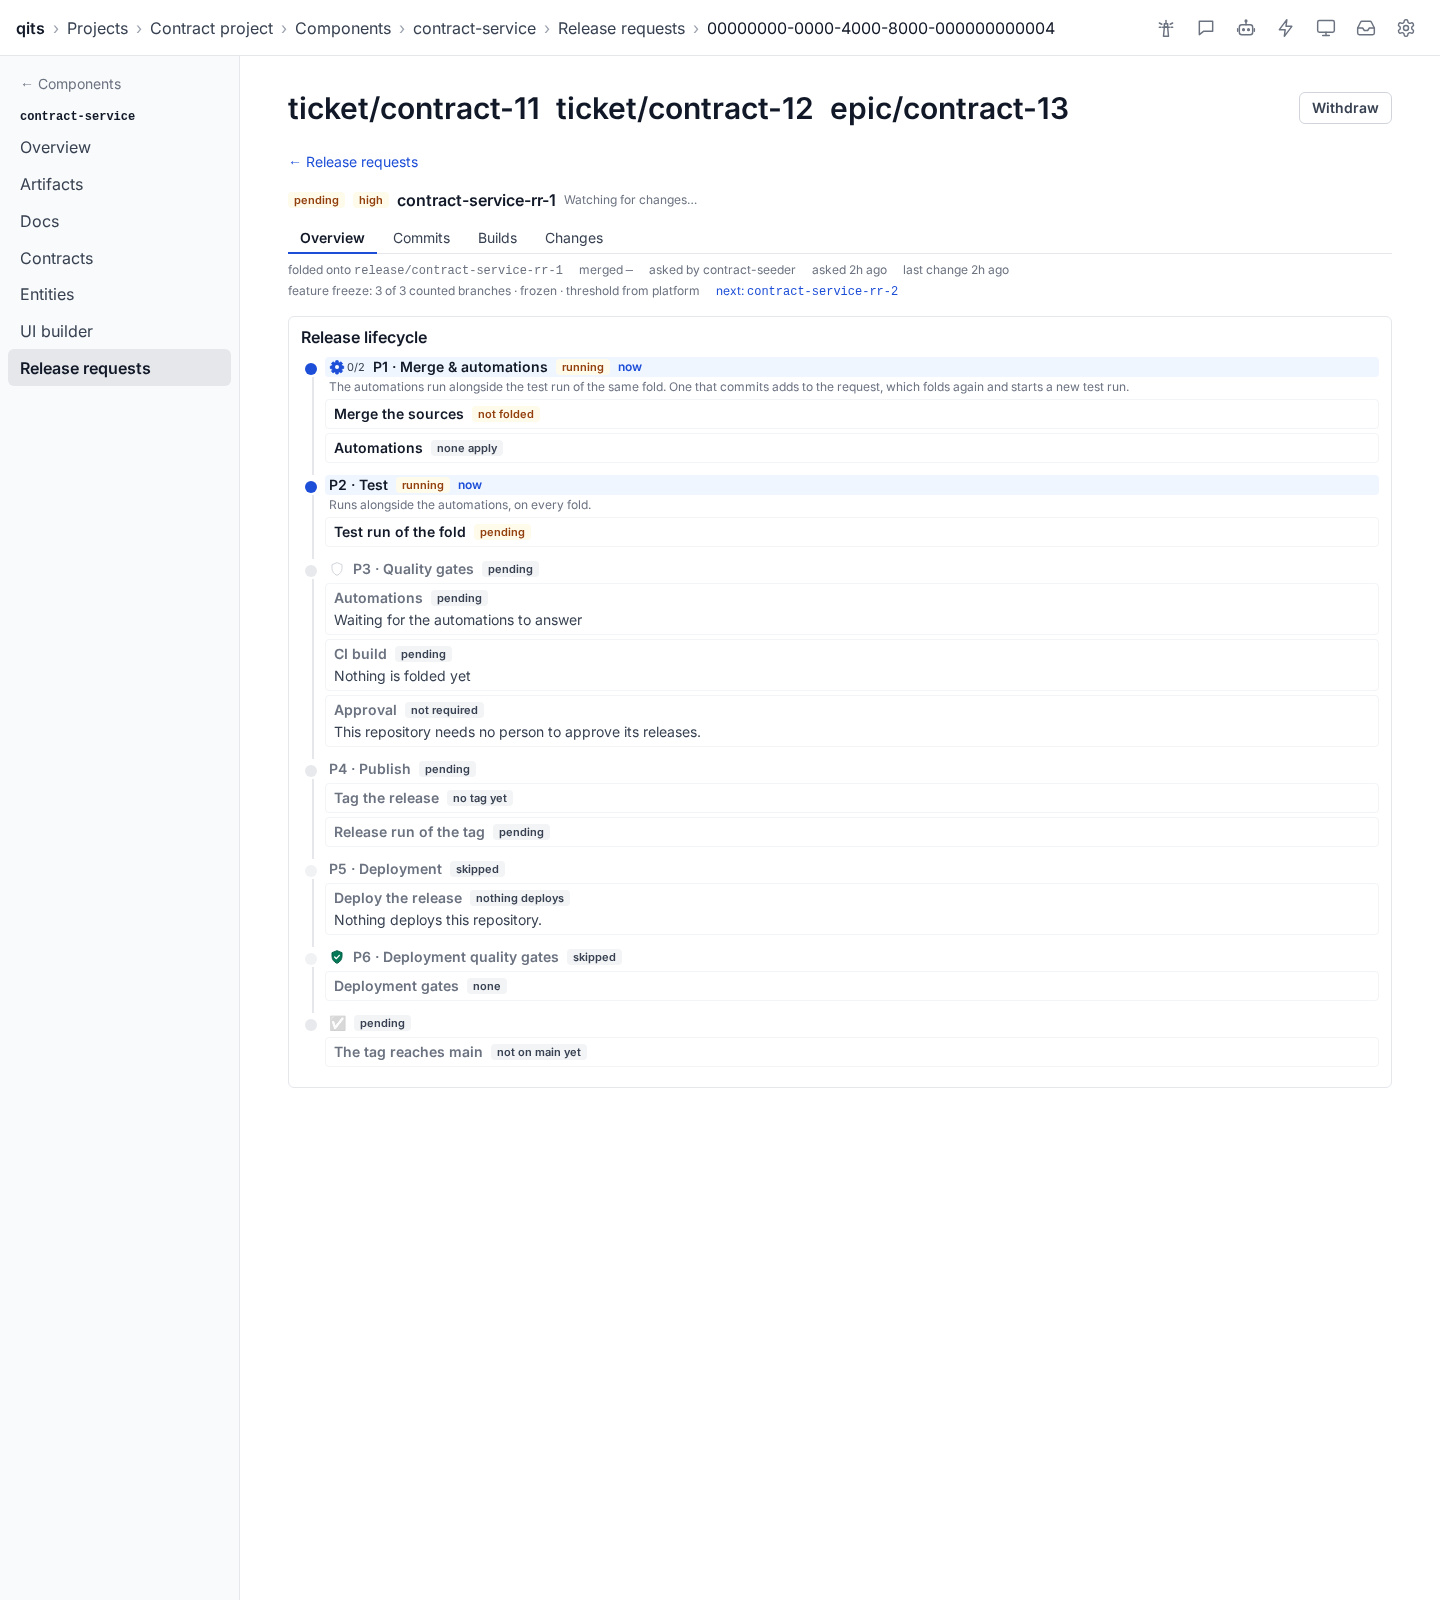 qits › Projects › Contract project › Components › contract-service › Release requests › 00000000-0000-4000-8000-000000000004
← Components
contract-service
Overview
Artifacts
Docs
Contracts
Entities
UI builder
Release requests
ticket/contract-11 ticket/contract-12 epic/contract-13
Withdraw
← Release requests
pending high contract-service-rr-1 Watching for changes...
Overview Commits Builds Changes
folded onto release/contract-service-rr-1 merged — asked by contract-seeder asked 2h ago last change 2h ago
feature freeze: 3 of 3 counted branches · frozen · threshold from platform next: contract-service-rr-2
Release lifecycle
0/2 P1 · Merge & automations running now
The automations run alongside the test run of the same fold. One that commits adds to the request, which folds again and starts a new test run.
Merge the sources not folded
Automations none apply
P2 · Test running now
Runs alongside the automations, on every fold.
Test run of the fold pending
P3 · Quality gates pending
Automations pending
Waiting for the automations to answer
CI build pending
Nothing is folded yet
Approval not required
This repository needs no person to approve its releases.
P4 · Publish pending
Tag the release no tag yet
Release run of the tag pending
P5 · Deployment skipped
Deploy the release nothing deploys
Nothing deploys this repository.
P6 · Deployment quality gates skipped
Deployment gates none
pending
The tag reaches main not on main yet